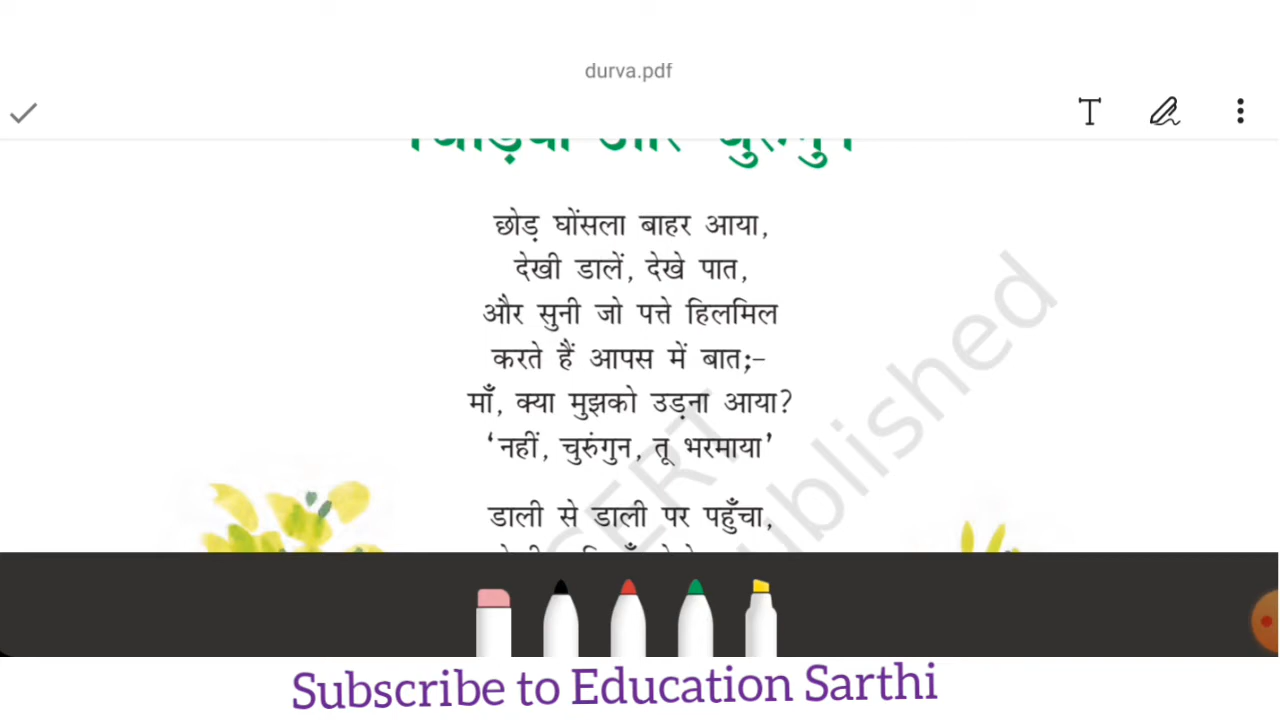 durva.pdf
T
चिड़िया और चुरुंगुन
छोड़ घोंसला बाहर आया,
देखी डालें, देखे पात,
और सुनी जो पत्ते हिलमिल
करते हैं आपस में बात;–
माँ, क्या मुझको उड़ना आया?
‘नहीं, चुरुंगुन, तू भरमाया’
डाली से डाली पर पहुँचा,
Subscribe to Education Sarthi